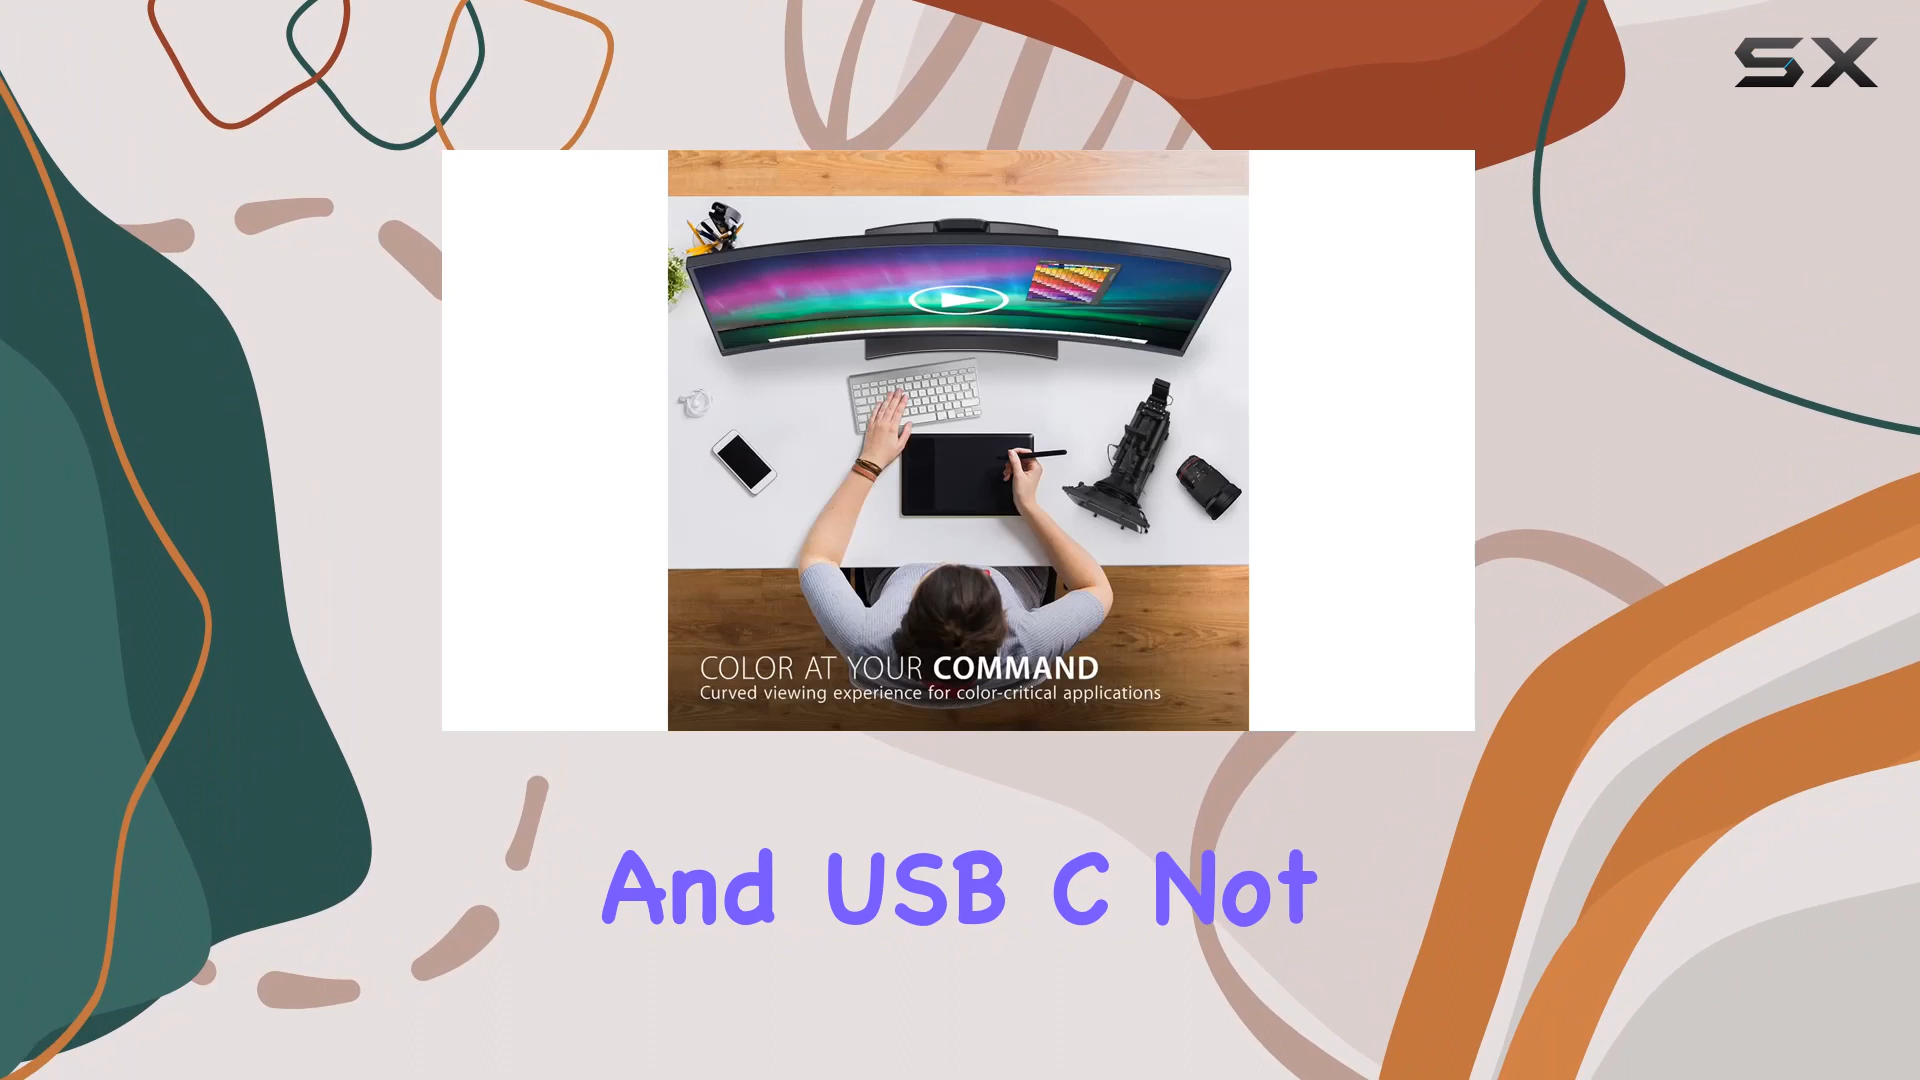 SX
COLOR AT YOUR COMMAND
Curved viewing experience for color-critical applications
And USB C Not